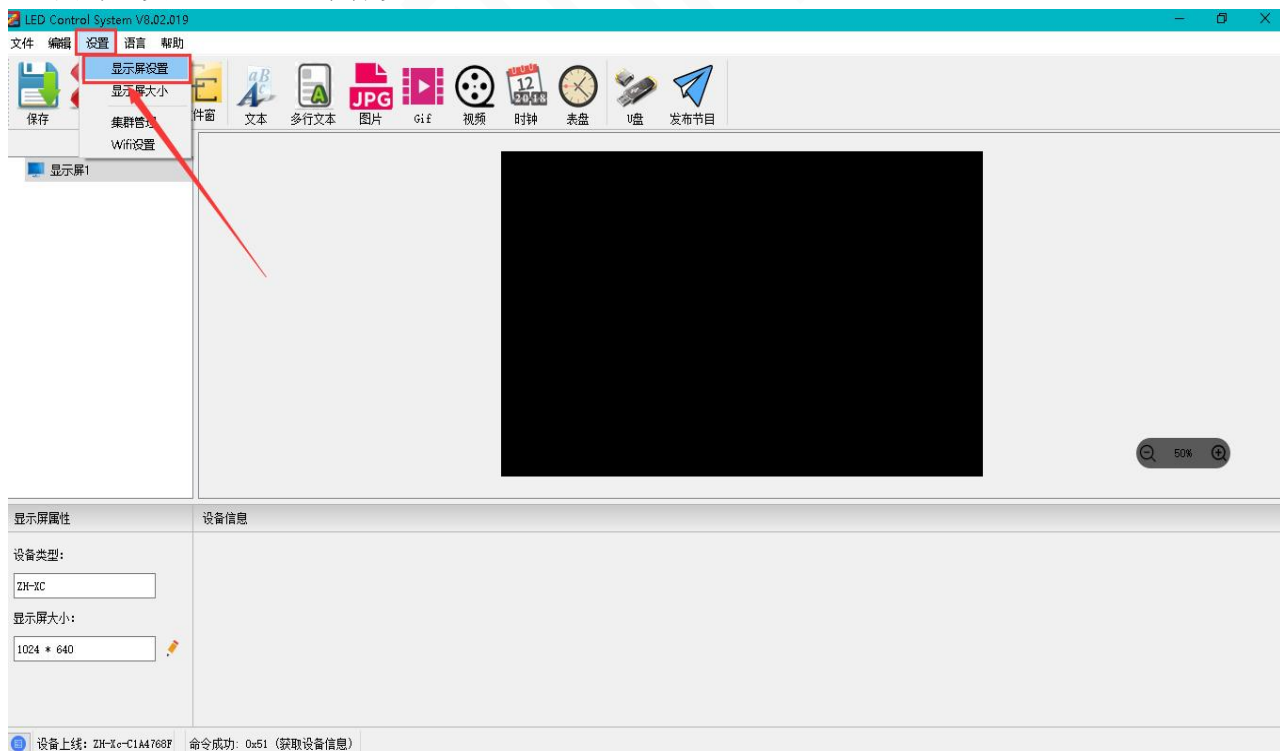 LED Control System V8.02.019
文件 编辑 设置 语言 帮助
显示屏设置
显示屏大小
集群管理
Wifi设置
保存 件窗 文本 多行文本 图片 Gif 视频 时钟 表盘 U盘 发布节目
显示屏1
50%
显示屏属性 设备信息
设备类型:
ZH-XC
显示屏大小:
1024 * 640
设备上线: ZH-Xc-C1A4768F 命令成功: 0x51 (获取设备信息)